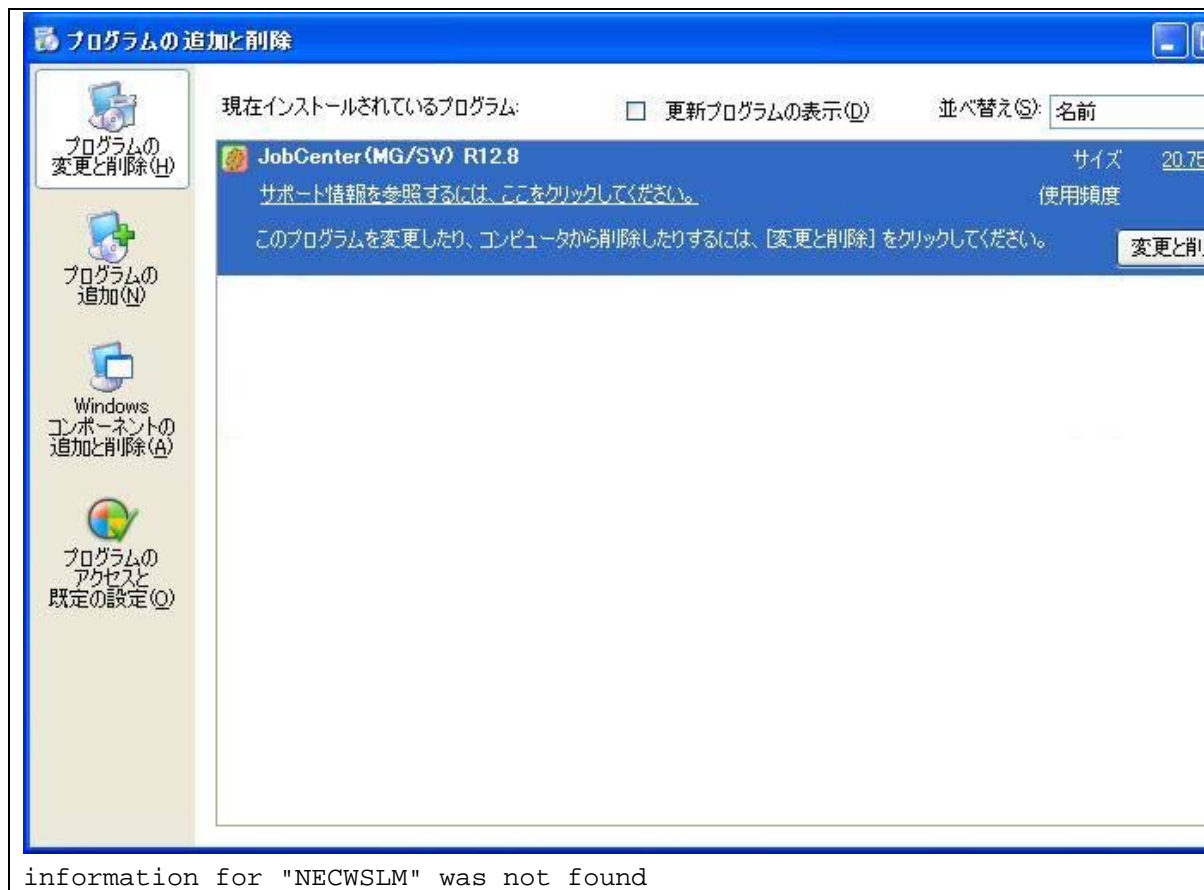 プログラムの追加と削除
プログラムの
変更と削除(H)
現在インストールされているプログラム:
更新プログラムの表示(D)
並べ替え(S):
名前
JobCenter(MG/SV) R12.8
サイズ
20.75
サポート情報を参照するには、ここをクリックしてください。
使用頻度
このプログラムを変更したり、コンピュータから削除したりするには、[変更と削除] をクリックしてください。
変更と削
プログラムの
追加(N)
Windows
コンポーネントの
追加と削除(A)
プログラムの
アクセスと
既定の設定(O)
information for "NECWSLM" was not found